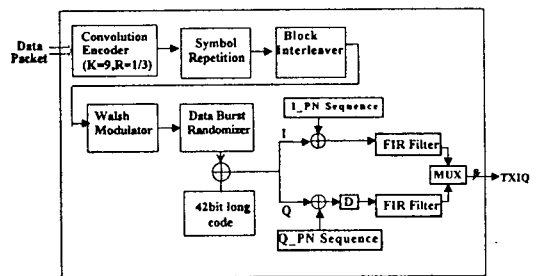 Data
Packet
Convolution
Encoder
(K=9,R=1/3)
Symbol
Repetition
Block
Interleaver
Walsh
Modulator
Data Burst
Randomizer
42bit long
code
I_PN Sequence
I
FIR Filter
MUX
8
TXIQ
Q
D
FIR Filter
Q_PN Sequence